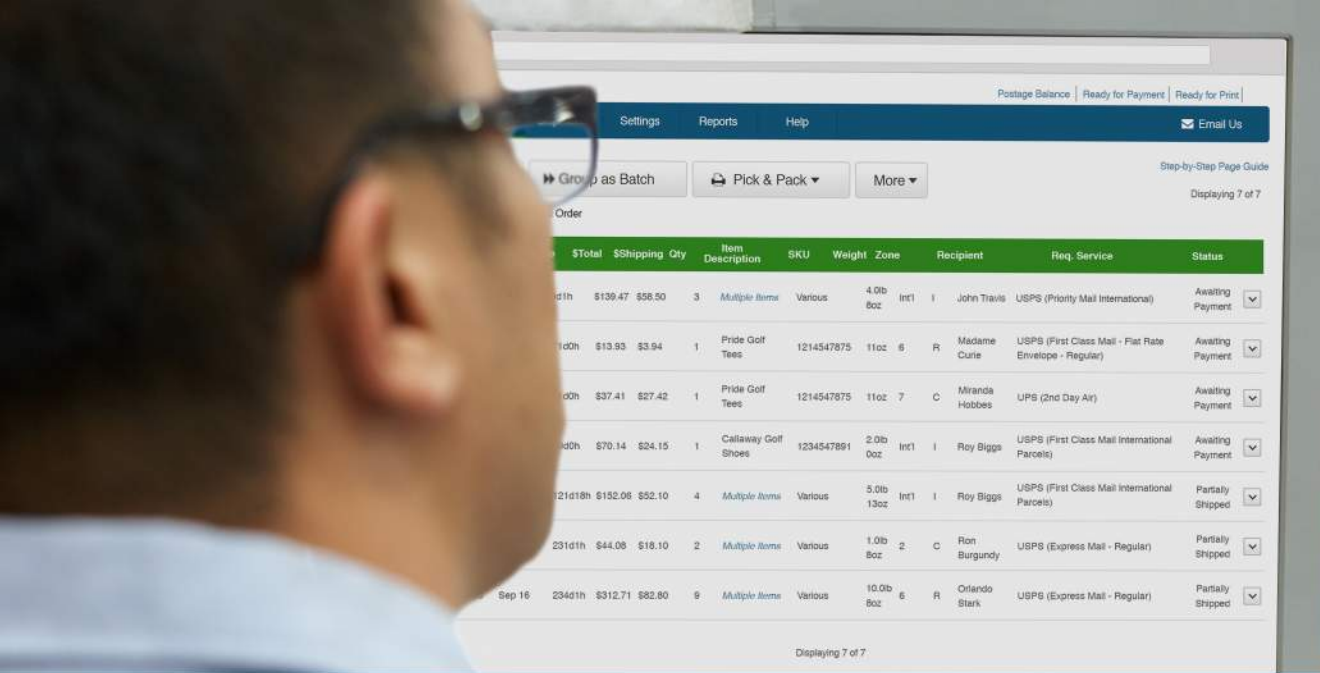 Postage Balance | Ready for Payment | Ready for Print |
Settings Reports Help Email Us
Step-by-Step Page Guide
Group as Batch Pick & Pack More
Displaying 7 of 7
Order
$Total $Shipping Qty Item Description SKU Weight Zone Recipient Req. Service Status
d1h $139.47 $58.50 3 Multiple Items Various 4.0lb 8oz Int'l I John Travis USPS (Priority Mail International) Awaiting Payment
d0h $13.93 $3.94 1 Pride Golf Tees 1214547875 11oz 6 R Madame Curie USPS (First Class Mail - Flat Rate Envelope - Regular) Awaiting Payment
d0h $37.41 $27.42 1 Pride Golf Tees 1214547875 11oz 7 C Miranda Hobbes UPS (2nd Day Air) Awaiting Payment
d0h $70.14 $24.15 1 Callaway Golf Shoes 1234547891 2.0lb 0oz Int'l I Roy Biggs USPS (First Class Mail International Parcels) Awaiting Payment
121d18h $152.06 $52.10 4 Multiple Items Various 5.0lb 13oz Int'l I Roy Biggs USPS (First Class Mail International Parcels) Partially Shipped
231d1h $44.08 $18.10 2 Multiple Items Various 1.0lb 8oz 2 C Ron Burgundy USPS (Express Mail - Regular) Partially Shipped
Sep 16 234d1h $312.71 $82.80 9 Multiple Items Various 10.0lb 8oz 6 R Orlando Stark USPS (Express Mail - Regular) Partially Shipped
Displaying 7 of 7